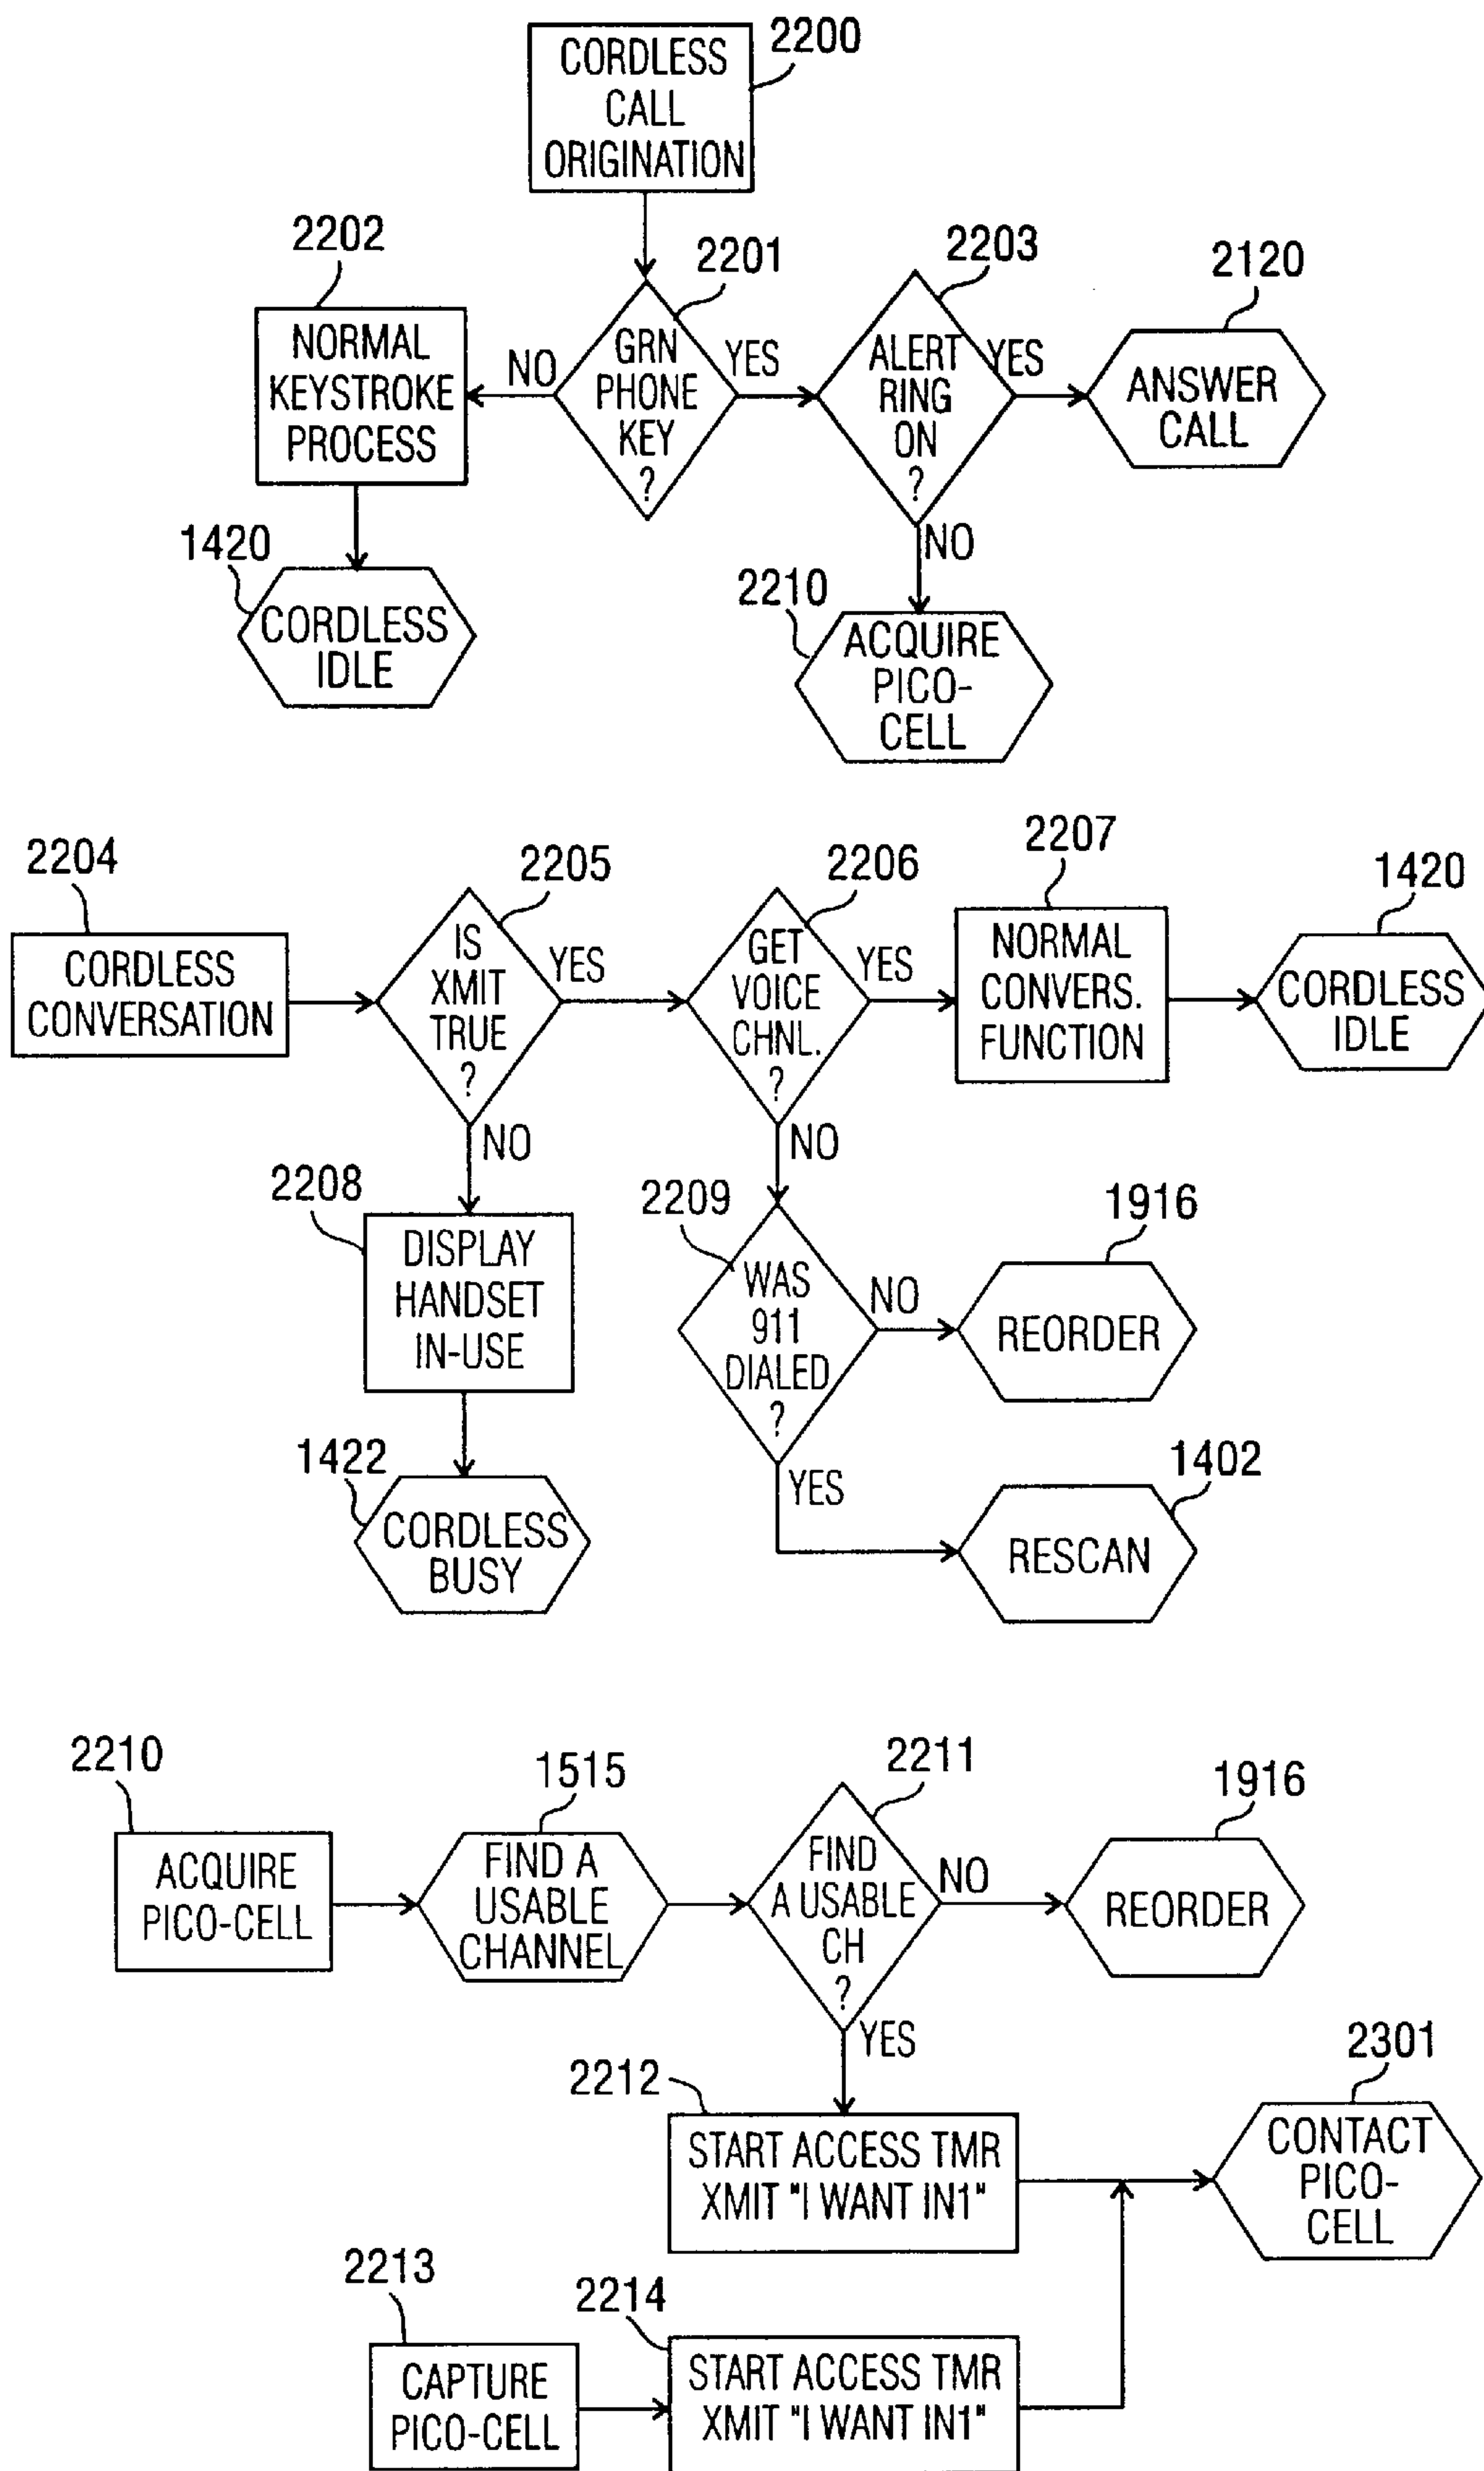 CORDLESS
CALL
ORIGINATION
2200
2202
2201
2203
2120
NORMAL
KEYSTROKE
PROCESS
NO
GRN
PHONE
KEY
?
YES
ALERT
RING
ON
?
YES
ANSWER
CALL
1420
CORDLESS
IDLE
NO
2210
ACQUIRE
PICO-
CELL
2204
CORDLESS
CONVERSATION
2205
IS
XMIT
TRUE
?
YES
2206
GET
VOICE
CHNL.
?
YES
2207
NORMAL
CONVERS.
FUNCTION
1420
CORDLESS
IDLE
NO
NO
2208
DISPLAY
HANDSET
IN-USE
2209
WAS
911
DIALED
?
NO
1916
REORDER
1422
CORDLESS
BUSY
YES
1402
RESCAN
2210
ACQUIRE
PICO-CELL
1515
FIND A
USABLE
CHANNEL
2211
FIND
A USABLE
CH
?
NO
1916
REORDER
YES
2212
START ACCESS TMR
XMIT "I WANT IN1"
2301
CONTACT
PICO-
CELL
2213
CAPTURE
PICO-CELL
2214
START ACCESS TMR
XMIT "I WANT IN1"